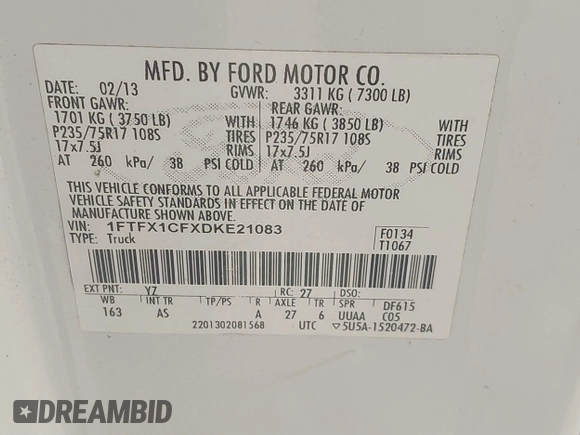 MFD. BY FORD MOTOR CO.
DATE: 02/13 GVWR: 3311 KG ( 7300 LB)
FRONT GAWR: REAR GAWR:
1701 KG ( 3750 LB) WITH 1746 KG ( 3850 LB) WITH
P235/75R17 108S TIRES P235/75R17 108S TIRES
17x7.5J RIMS 17x7.5J RIMS
AT 260 kPa/ 38 PSI COLD AT 260 kPa/ 38 PSI COLD
THIS VEHICLE CONFORMS TO ALL APPLICABLE FEDERAL MOTOR
VEHICLE SAFETY STANDARDS IN EFFECT ON THE DATE OF
MANUFACTURE SHOWN ABOVE.
VIN: 1FTFX1CFXDKE21083 F0134
TYPE: Truck T1067
EXT PNT: YZ RC: 27 DSO:
WB INT TR TP/PS R AXLE TR SPR DF615
163 AS A 27 6 UUAA C05
2201302081568 UTC ▽5U5A-1520472-BA
DREAMBID